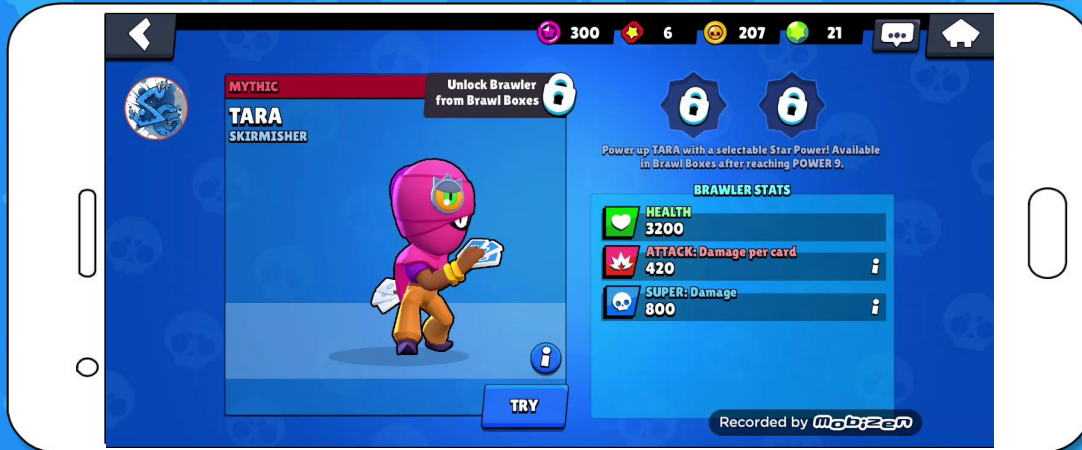 300 6 207 21
MYTHIC
Unlock Brawler
from Brawl Boxes
TARA
SKIRMISHER
Power up TARA with a selectable Star Power! Available
in Brawl Boxes after reaching POWER 9.
BRAWLER STATS
HEALTH
3200
ATTACK: Damage per card
420
SUPER: Damage
800
TRY
Recorded by Mobizen